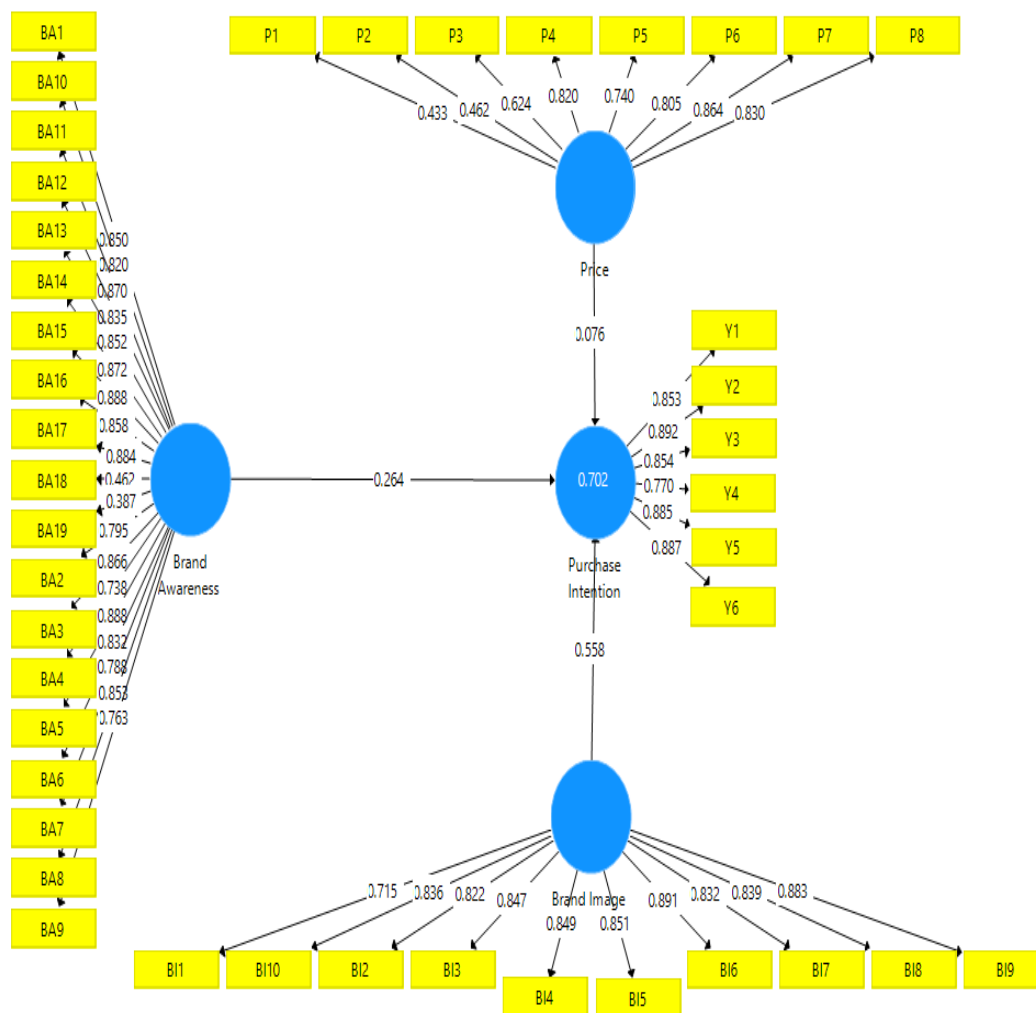 BA1
BA10
BA11
BA12
BA13
BA14
BA15
BA16
BA17
BA18
BA19
BA2
BA3
BA4
BA5
BA6
BA7
BA8
BA9
0.850
0.820
0.870
0.835
0.852
0.872
0.888
0.858
0.884
0.462
0.387
0.795
0.866
0.738
0.888
0.832
0.788
0.853
0.763
Brand
Awareness
0.264
P1 P2 P3 P4 P5 P6 P7 P8
0.433 0.462 0.624 0.820 0.740 0.805 0.864 0.830
Price
0.076
0.702
Purchase
Intention
0.853
0.892
0.854
0.770
0.885
0.887
Y1
Y2
Y3
Y4
Y5
Y6
0.558
Brand Image
0.715 0.836 0.822 0.847 0.849 0.851 0.891 0.832 0.839 0.883
BI1 BI10 BI2 BI3 BI4 BI5 BI6 BI7 BI8 BI9